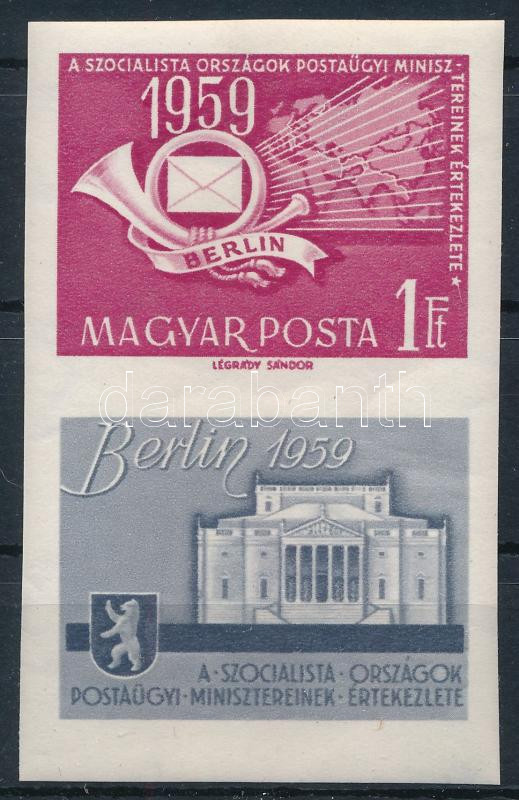 A SZOCIALISTA ORSZÁGOK POSTAÜGYI MINISZ-
TEREINEK ÉRTEKEZLETE ★
1959
BERLIN
MAGYAR POSTA 1 Ft
LÉGRÁDY SÁNDOR
darabanth
Berlin 1959
A·SZOCIALISTA·ORSZÁGOK
POSTAÜGYI·MINISZTEREINEK·ÉRTEKEZLETE